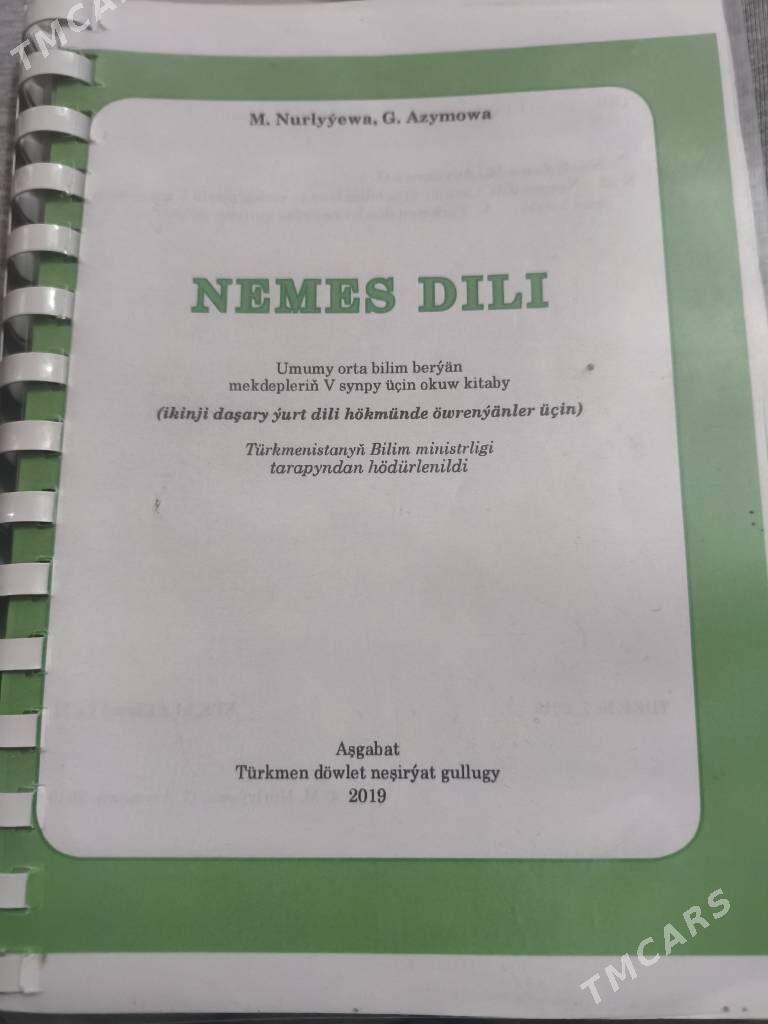 TMCARS
M. Nurlyýewa, G. Azymowa
NEMES DILI
Umumy orta bilim berýän
mekdepleriň V synpy üçin okuw kitaby
(ikinji daşary ýurt dili hökmünde öwrenýänler üçin)
Türkmenistanyň Bilim ministrligi
tarapyndan hödürlenildi
Aşgabat
Türkmen döwlet neşirýat gullugy
2019
TMCARS